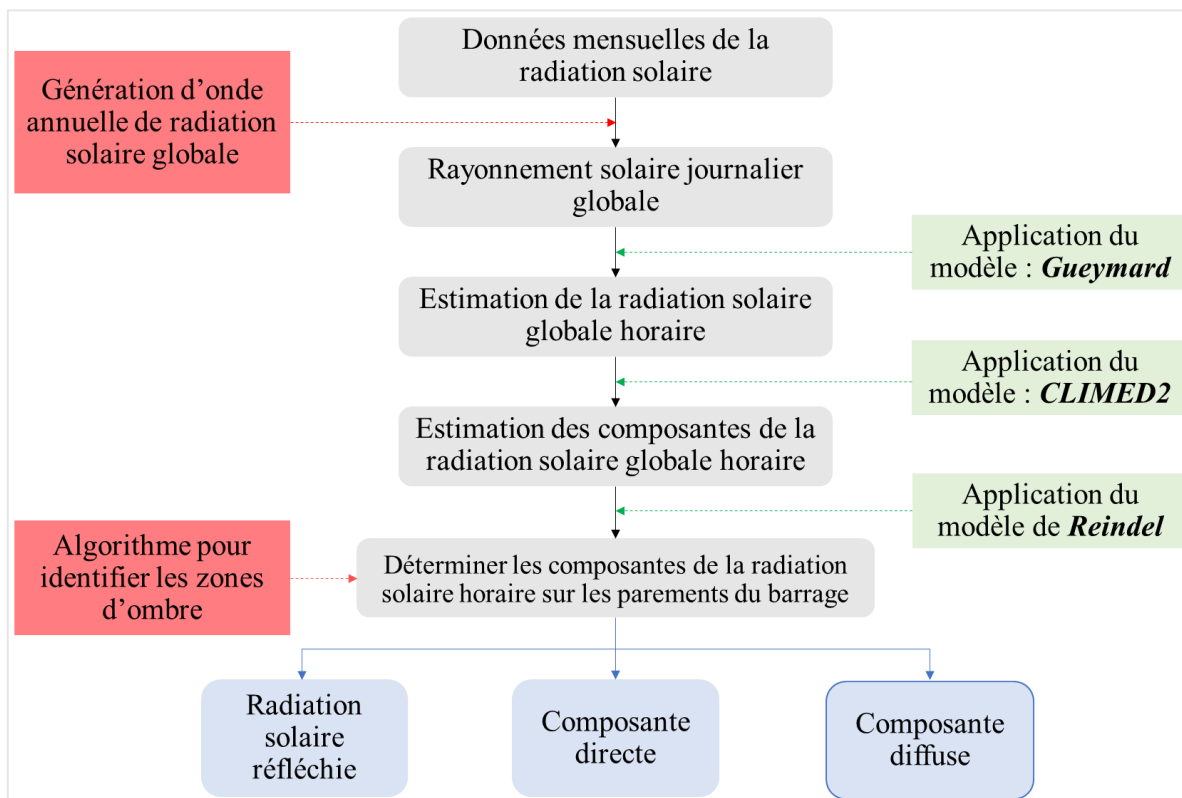 Données mensuelles de la
radiation solaire
Génération d’onde
annuelle de radiation
solaire globale
Rayonnement solaire journalier
globale
Application du
modèle : Gueymard
Estimation de la radiation solaire
globale horaire
Application du
modèle : CLIMED2
Estimation des composantes de la
radiation solaire globale horaire
Application du
modèle de Reindel
Algorithme pour
identifier les zones
d’ombre
Déterminer les composantes de la radiation
solaire horaire sur les parements du barrage
Radiation
solaire
réfléchie
Composante
directe
Composante
diffuse